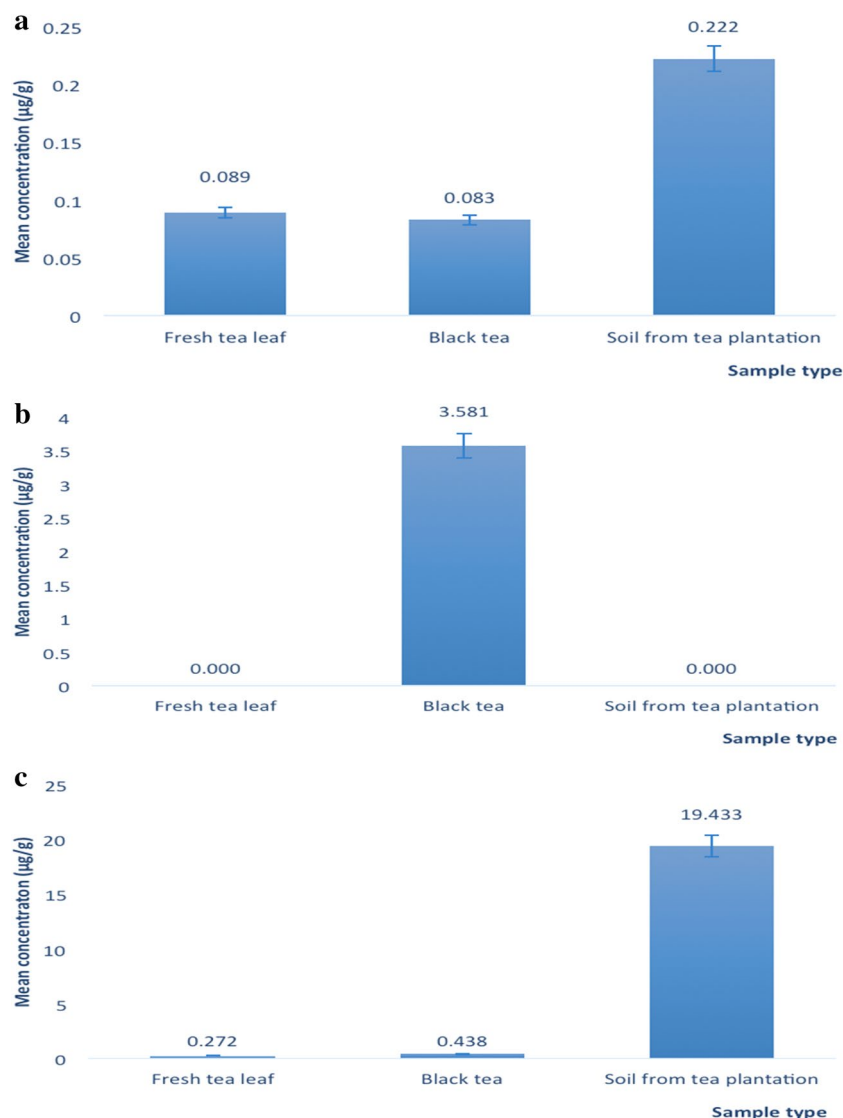 a
Mean concentration (µg/g)
0.25
0.2
0.15
0.1
0.05
0
0.089
0.083
0.222
Fresh tea leaf
Black tea
Soil from tea plantation
Sample type
b
Mean concentration (µg/g)
4
3.5
3
2.5
2
1.5
1
0.5
0
0.000
3.581
0.000
Fresh tea leaf
Black tea
Soil from tea plantation
Sample type
c
Mean concentraton (µg/g)
25
20
15
10
5
0
0.272
0.438
19.433
Fresh tea leaf
Black tea
Soil from tea plantation
Sample type